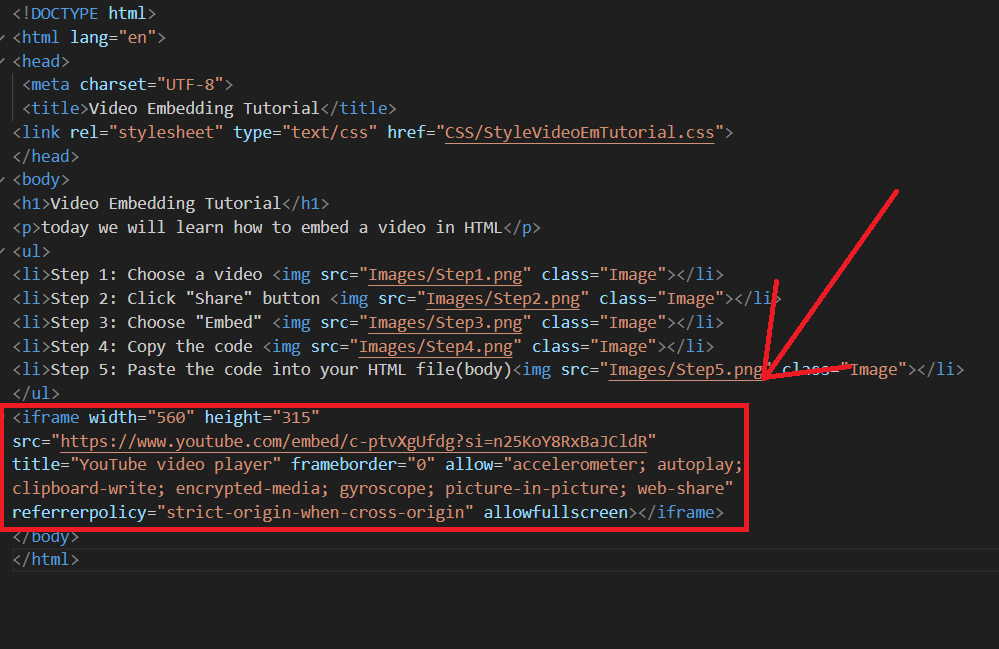 <!DOCTYPE html>
<html lang="en">
<head>
<meta charset="UTF-8">
<title>Video Embedding Tutorial</title>
<link rel="stylesheet" type="text/css" href="CSS/StyleVideoEmTutorial.css">
</head>
<body>
<h1>Video Embedding Tutorial</h1>
<p>today we will learn how to embed a video in HTML</p>
<ul>
<li>Step 1: Choose a video <img src="Images/Step1.png" class="Image"></li>
<li>Step 2: Click "Share" button <img src="Images/Step2.png" class="Image"></li>
<li>Step 3: Choose "Embed" <img src="Images/Step3.png" class="Image"></li>
<li>Step 4: Copy the code <img src="Images/Step4.png" class="Image"></li>
<li>Step 5: Paste the code into your HTML file(body)<img src="Images/Step5.png" class="Image"></li>
</ul>
<iframe width="560" height="315"
src="https://www.youtube.com/embed/c-ptvXgUfdg?si=n25KoY8RxBaJCldR"
title="YouTube video player" frameborder="0" allow="accelerometer; autoplay;
clipboard-write; encrypted-media; gyroscope; picture-in-picture; web-share"
referrerpolicy="strict-origin-when-cross-origin" allowfullscreen></iframe>
</body>
</html>